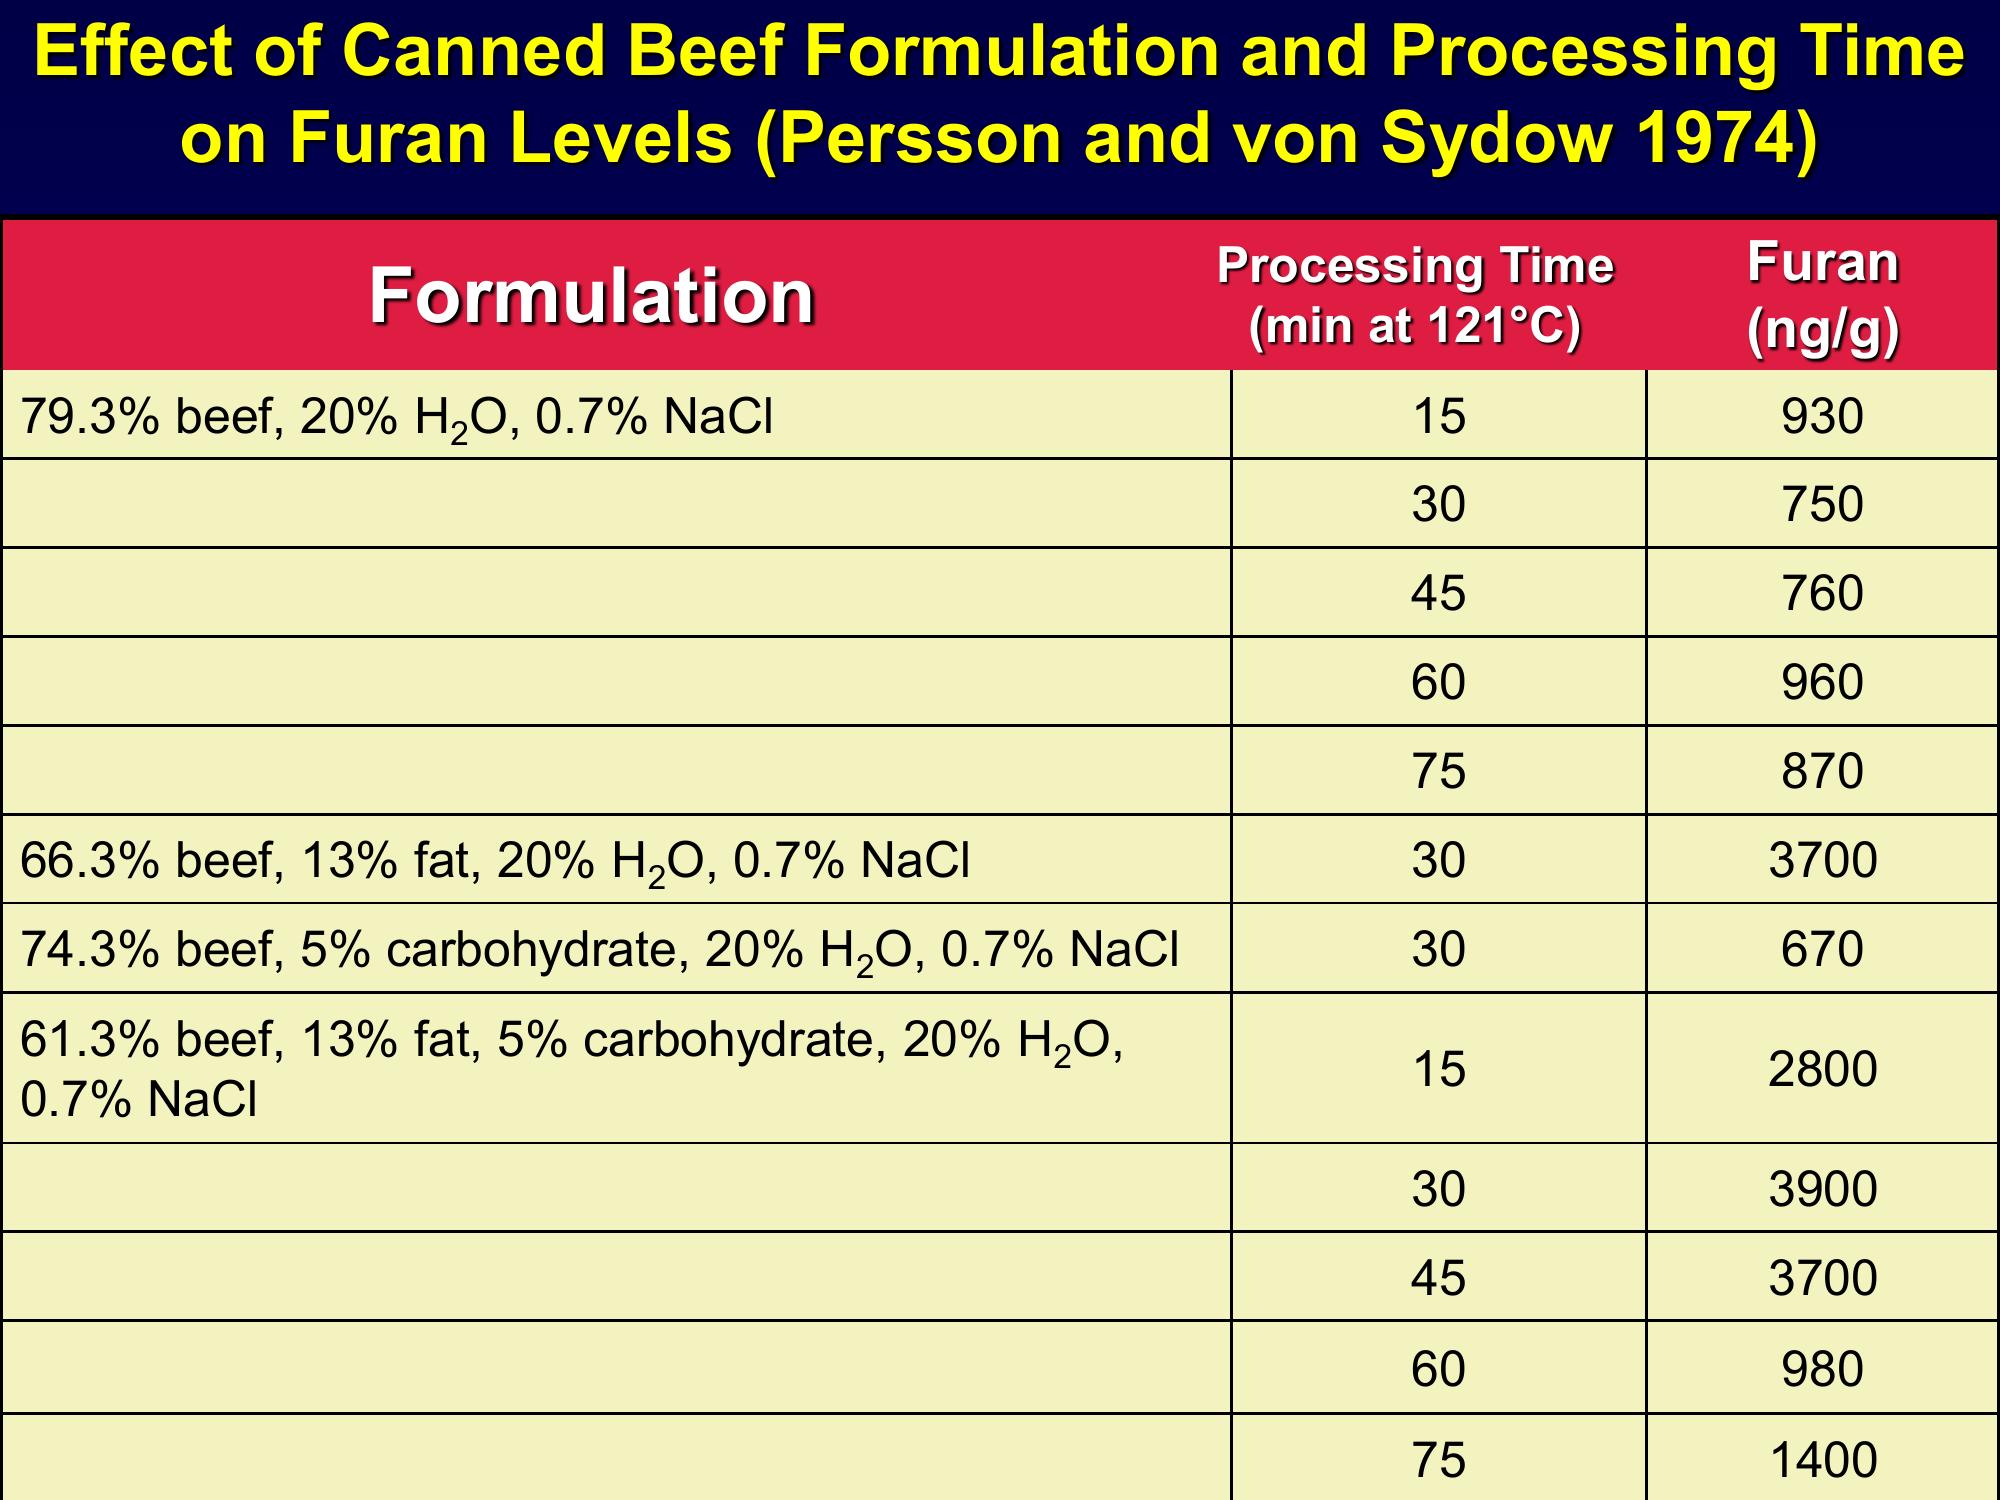 Effect of Canned Beef Formulation and Processing Time
on Furan Levels (Persson and von Sydow 1974)
Formulation
Processing Time
(min at 121°C)
Furan
(ng/g)
79.3% beef, 20% H₂O, 0.7% NaCl 15 930
30 750
45 760
60 960
75 870
66.3% beef, 13% fat, 20% H₂O, 0.7% NaCl 30 3700
74.3% beef, 5% carbohydrate, 20% H₂O, 0.7% NaCl 30 670
61.3% beef, 13% fat, 5% carbohydrate, 20% H₂O,
0.7% NaCl 15 2800
30 3900
45 3700
60 980
75 1400